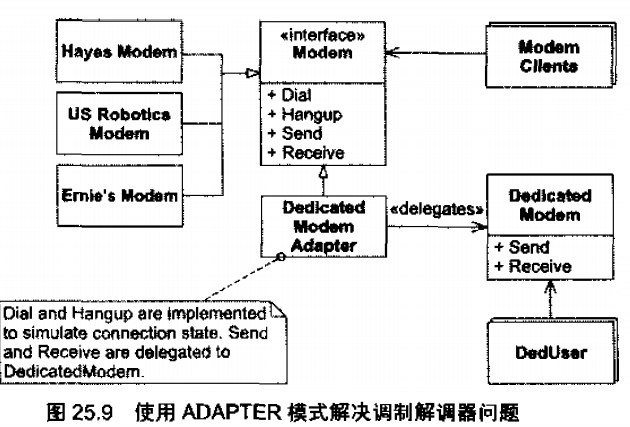 Hayes Modem
US Robotics
Modem
Ernie's Modem
«interface»
Modem
+ Dial
+ Hangup
+ Send
+ Receive
Modem
Clients
Dedicated
Modem
Adapter
«delegates»
Dedicated
Modem
+ Send
+ Receive
DedUser
Dial and Hangup are implemented
to simulate connection state. Send
and Receive are delegated to
DedicatedModem.
图 25.9 使用 ADAPTER 模式解决调制解调器问题